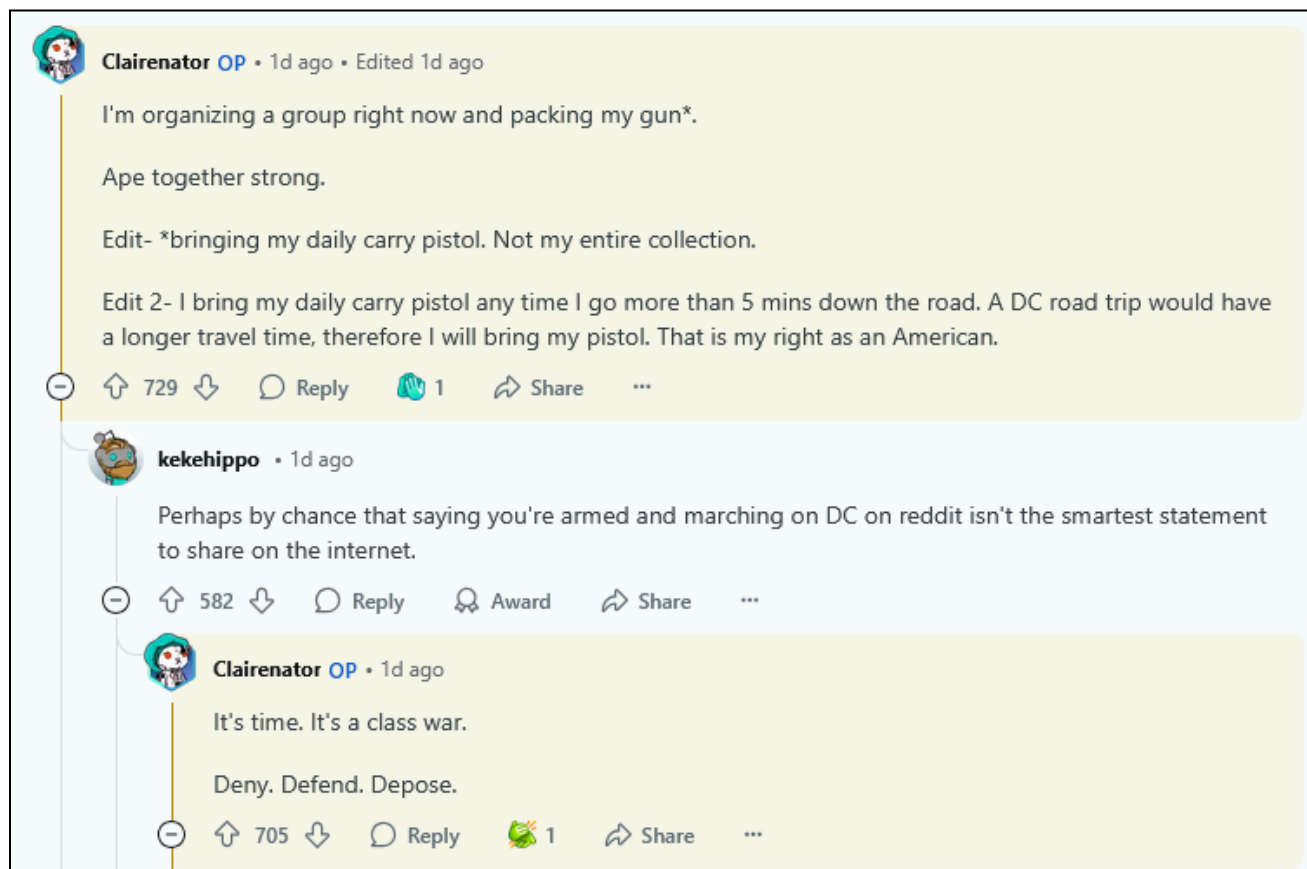 Clairenator OP • 1d ago • Edited 1d ago
I'm organizing a group right now and packing my gun*.
Ape together strong.
Edit- *bringing my daily carry pistol. Not my entire collection.
Edit 2- I bring my daily carry pistol any time I go more than 5 mins down the road. A DC road trip would have
a longer travel time, therefore I will bring my pistol. That is my right as an American.
729 Reply 1 Share ...
kekehippo • 1d ago
Perhaps by chance that saying you're armed and marching on DC on reddit isn't the smartest statement
to share on the internet.
582 Reply Award Share ...
Clairenator OP • 1d ago
It's time. It's a class war.
Deny. Defend. Depose.
705 Reply 1 Share ...